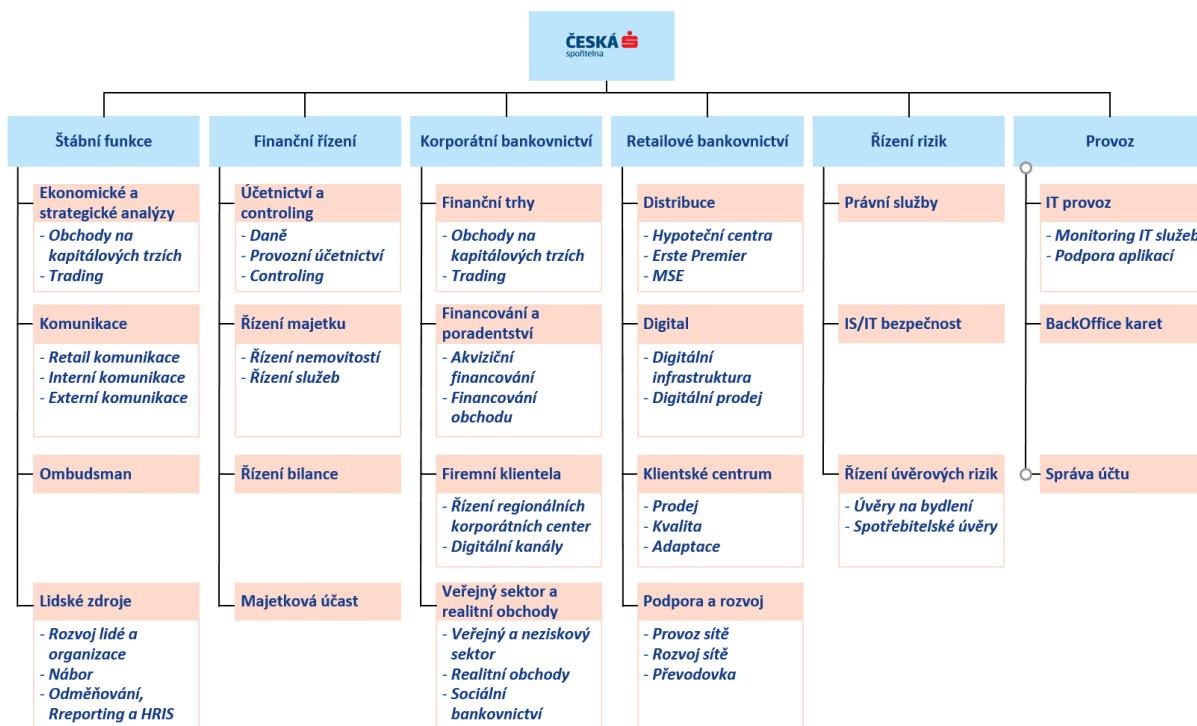 ČESKÁ
spořitelna
Štábní funkce
Ekonomické a
strategické analýzy
- Obchody na
kapitálových trzích
- Trading
Komunikace
- Retail komunikace
- Interní komunikace
- Externí komunikace
Ombudsman
Lidské zdroje
- Rozvoj lidé a
organizace
- Nábor
- Odměňování,
Rreporting a HRIS
Finanční řízení
Účetnictví a
controling
- Daně
- Provozní účetnictví
- Controling
Řízení majetku
- Řízení nemovitostí
- Řízení služeb
Řízení bilance
Majetková účast
Korporátní bankovnictví
Finanční trhy
- Obchody na
kapitálových trzích
- Trading
Financování a
poradentství
- Akviziční
financování
- Financování
obchodu
Firemní klientela
- Řízení regionálních
korporátních center
- Digitální kanály
Veřejný sektor a
realitní obchody
- Veřejný a neziskový
sektor
- Realitní obchody
- Sociální
bankovnictví
Retailové bankovnictví
Distribuce
- Hypoteční centra
- Erste Premier
- MSE
Digital
- Digitální
infrastruktura
- Digitální prodej
Klientské centrum
- Prodej
- Kvalita
- Adaptace
Podpora a rozvoj
- Provoz sítě
- Rozvoj sítě
- Převodovka
Řízení rizik
Právní služby
IS/IT bezpečnost
Řízení úvěrových rizik
- Úvěry na bydlení
- Spotřebitelské úvěry
Provoz
IT provoz
- Monitoring IT služeb
- Podpora aplikací
BackOffice karet
Správa účtu